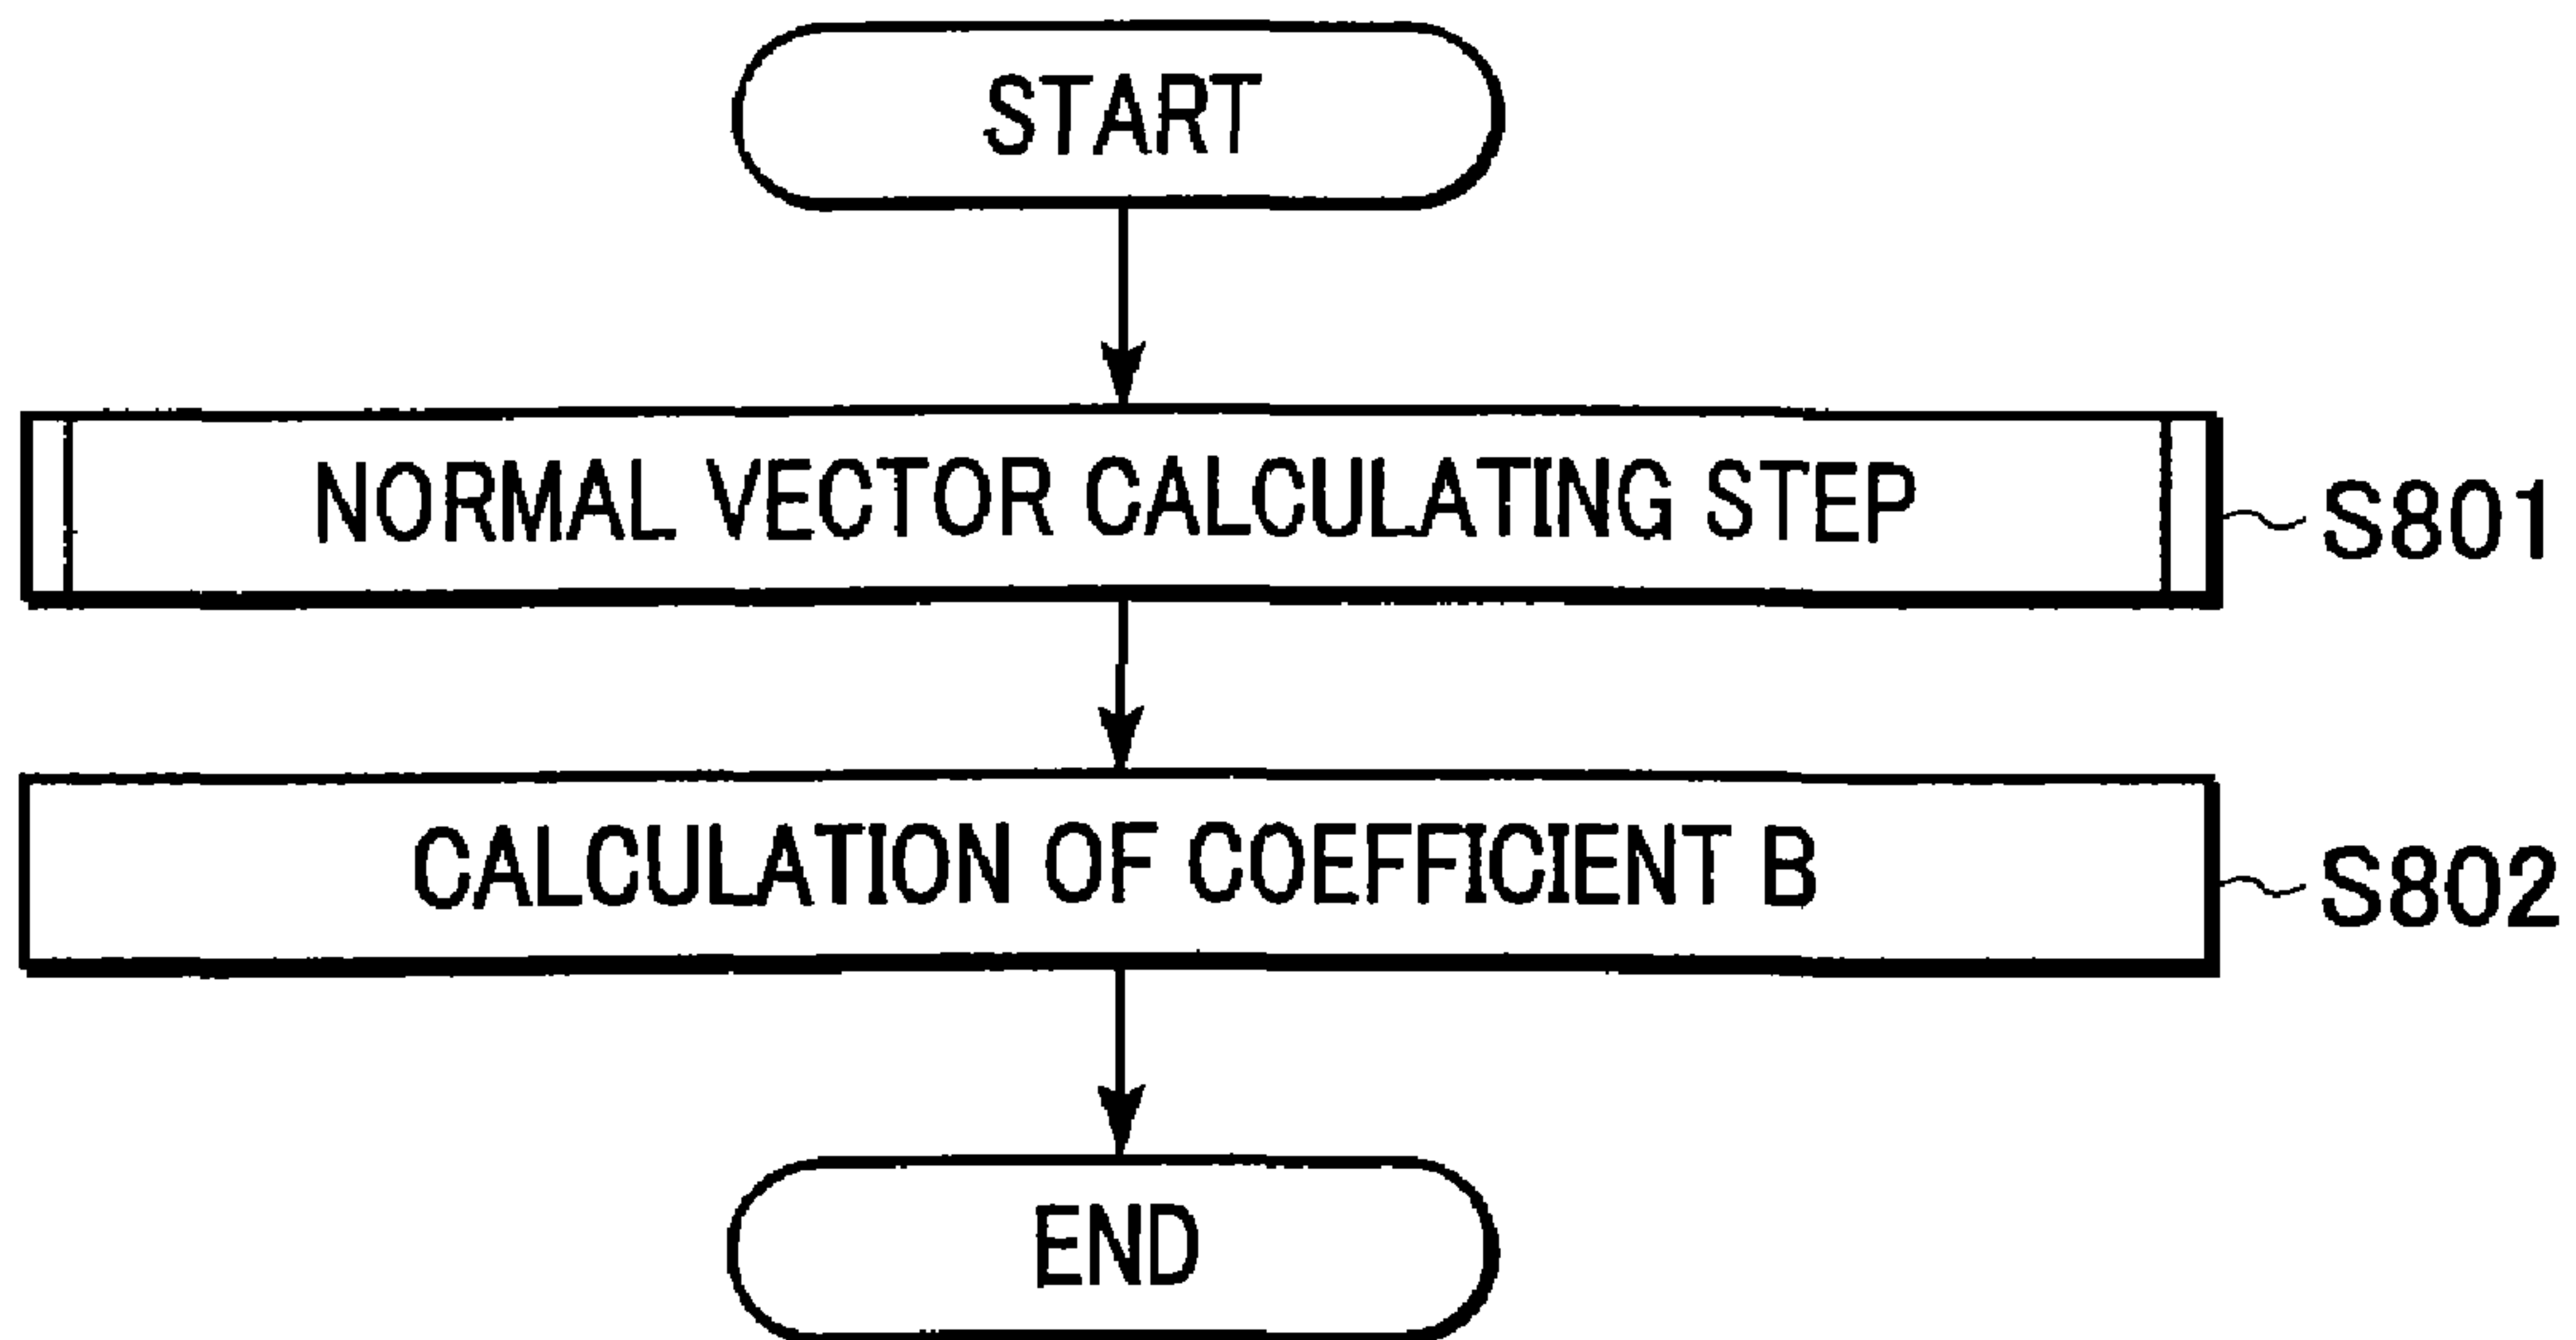 START
NORMAL VECTOR CALCULATING STEP
S801
CALCULATION OF COEFFICIENT B
S802
END